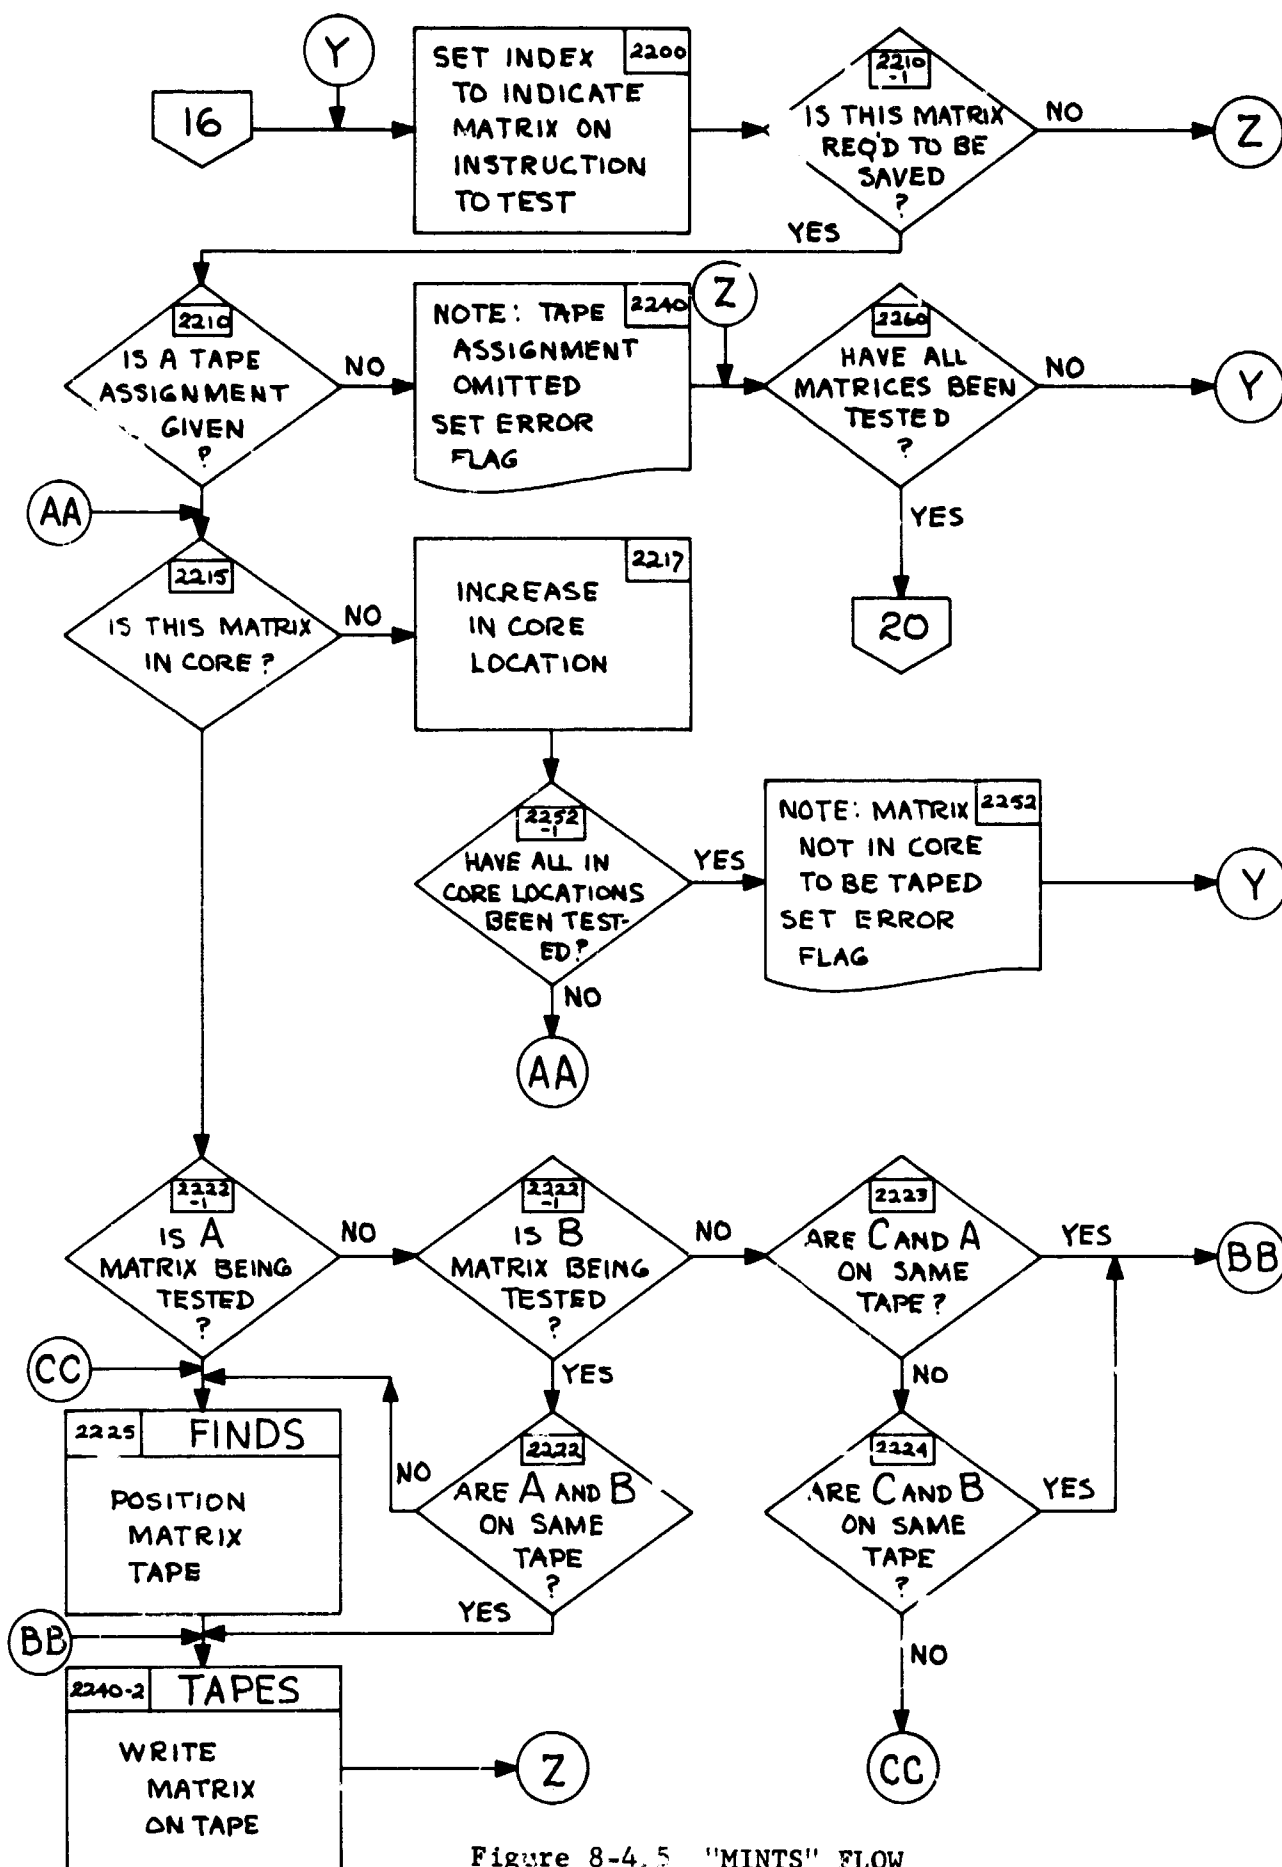 Y
16
SET INDEX
TO INDICATE
MATRIX ON
INSTRUCTION
TO TEST
2200
2210
-1
IS THIS MATRIX
REQ'D TO BE
SAVED
?
NO
Z
YES
2210
IS A TAPE
ASSIGNMENT
GIVEN
?
NO
NOTE: TAPE
ASSIGNMENT
OMITTED
SET ERROR
FLAG
2240
Z
2260
HAVE ALL
MATRICES BEEN
TESTED
?
NO
Y
YES
20
AA
2215
IS THIS MATRIX
IN CORE?
NO
2217
INCREASE
IN CORE
LOCATION
2252
-1
HAVE ALL IN
CORE LOCATIONS
BEEN TEST-
ED?
YES
NOTE: MATRIX
NOT IN CORE
TO BE TAPED
SET ERROR
FLAG
2252
Y
NO
AA
2222
-1
IS A
MATRIX BEING
TESTED
?
NO
2222
-1
IS B
MATRIX BEING
TESTED
?
NO
2223
ARE C AND A
ON SAME
TAPE?
YES
BB
CC
YES
NO
2225
FINDS
POSITION
MATRIX
TAPE
NO
2222
ARE A AND B
ON SAME
TAPE
?
2224
ARE C AND B
ON SAME
TAPE
?
YES
YES
BB
NO
2240-2
TAPES
WRITE
MATRIX
ON TAPE
Z
CC
Figure 8-4.5 "MINTS" FLOW